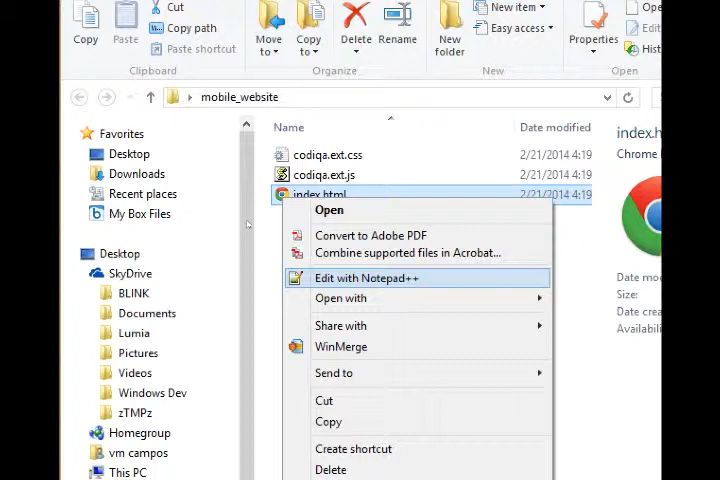 Cut
Copy path
Paste shortcut
Copy
Paste
Move
to
Copy
to
Delete
Rename
New
folder
New item
Easy access
Properties
Open
Clipboard
Organize
New
Open
mobile_website
Name
Date modified
Favorites
Desktop
Downloads
Recent places
My Box Files
Desktop
SkyDrive
BLINK
Documents
Lumia
Pictures
Videos
Windows Dev
zTMPz
Homegroup
vm campos
This PC
codiqa.ext.css 2/21/2014 4:19
codiqa.ext.js 2/21/2014 4:19
index.html 2/21/2014 4:19
Open
Convert to Adobe PDF
Combine supported files in Acrobat...
Edit with Notepad++
Open with
Share with
WinMerge
Send to
Cut
Copy
Create shortcut
Delete
index.h
Chrome
Date mo
Size:
Date crea
Availabili